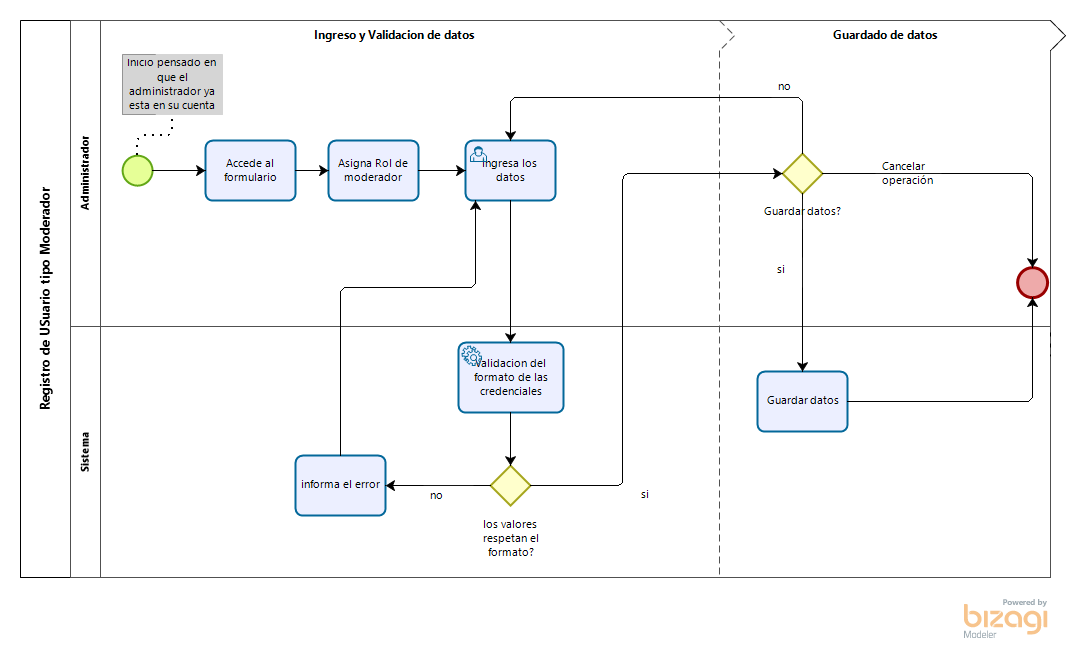 Ingreso y Validacion de datos
Guardado de datos
Registro de USuario tipo Moderador
Administrador
Inicio pensado en
que el
administrador ya
esta en su cuenta
Accede al
formulario
Asigna Rol de
moderador
Ingresa los
datos
no
Cancelar
operación
Guardar datos?
si
Sistema
Validacion del
formato de las
credenciales
Guardar datos
informa el error
no
si
los valores
respetan el
formato?
Powered by
bizagi
Modeler